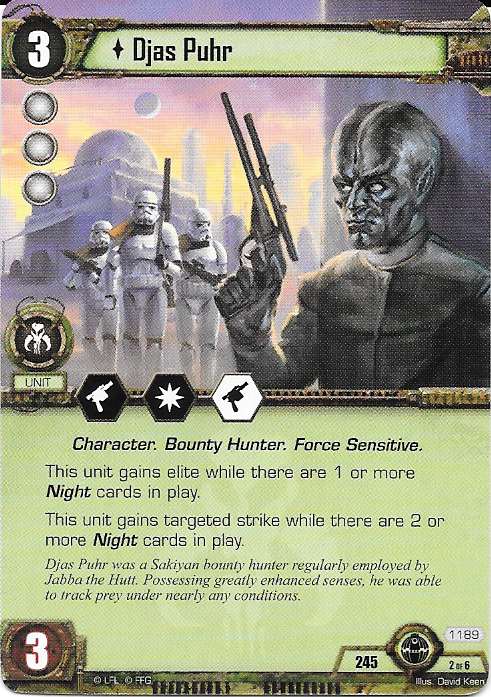 3
Djas Puhr
UNIT
Character. Bounty Hunter. Force Sensitive.
This unit gains elite while there are 1 or more
Night cards in play.
This unit gains targeted strike while there are 2 or
more Night cards in play.
Djas Puhr was a Sakiyan bounty hunter regularly employed by
Jabba the Hutt. Possessing greatly enhanced senses, he was able
to track prey under nearly any conditions.
3
1189
245
2 OF 6
© LFL © FFG
Illus. David Keen